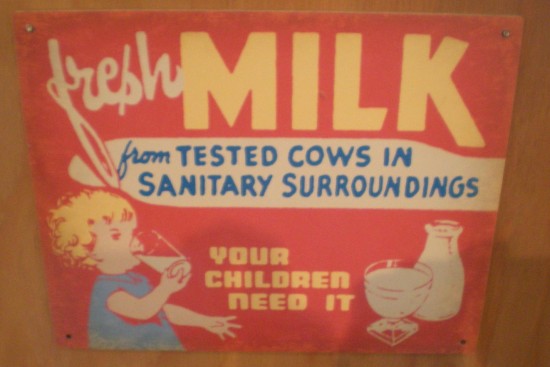 fresh MILK
from TESTED COWS IN
SANITARY SURROUNDINGS
YOUR
CHILDREN
NEED IT